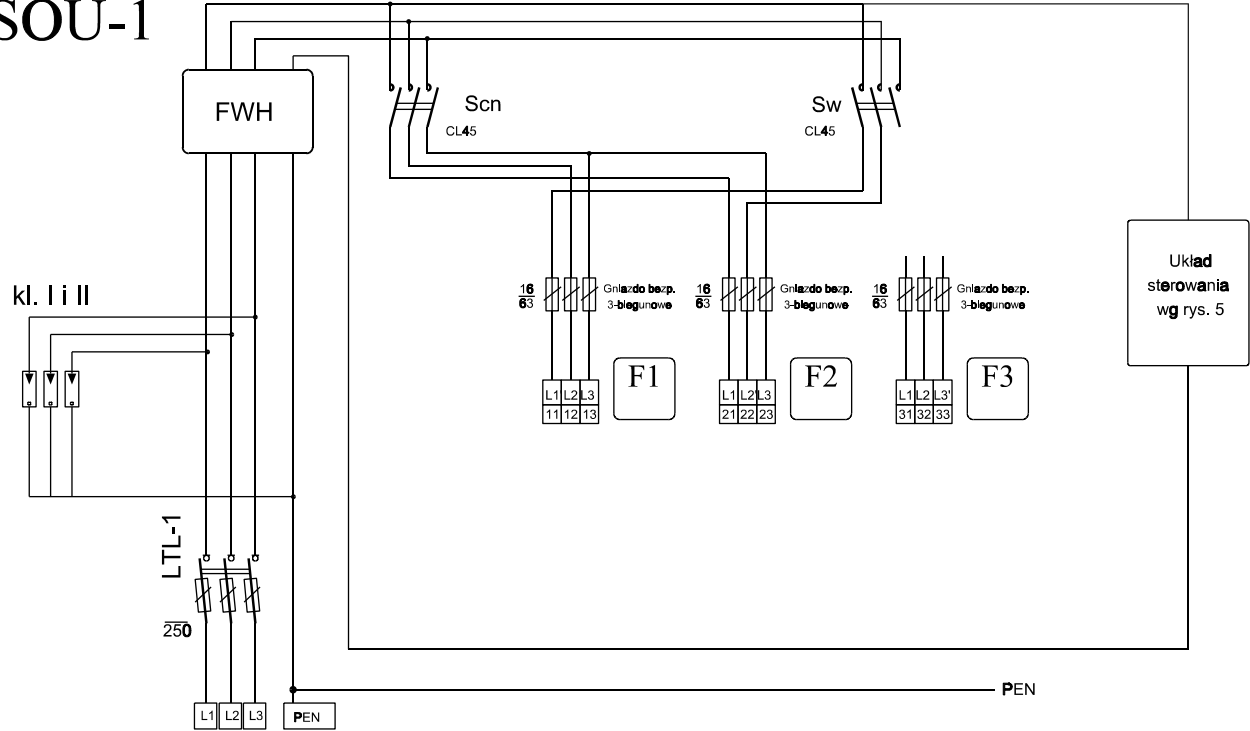 SOU-1
FWH
Scn
CL45
Sw
CL45
Układ
sterowania
wg rys. 5
kl. I i II
16
63
Gniazdo bezp.
3-biegunowe
16
63
Gniazdo bezp.
3-biegunowe
16
63
Gniazdo bezp.
3-biegunowe
F1
F2
F3
L1 L2 L3
11 12 13
L1 L2 L3
21 22 23
L1 L2 L3'
31 32 33
LTL-1
250
PEN
L1 L2 L3
PEN